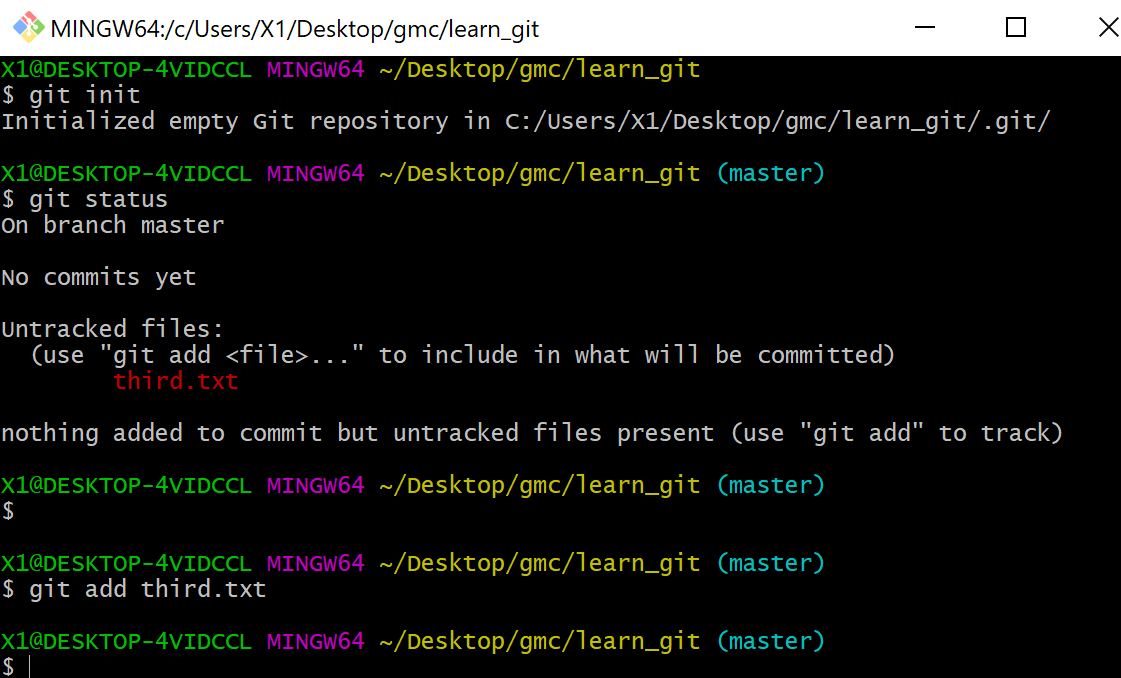 MINGW64:/c/Users/X1/Desktop/gmc/learn_git
X1@DESKTOP-4VIDCCL MINGW64 ~/Desktop/gmc/learn_git
$ git init
Initialized empty Git repository in C:/Users/X1/Desktop/gmc/learn_git/.git/
X1@DESKTOP-4VIDCCL MINGW64 ~/Desktop/gmc/learn_git (master)
$ git status
On branch master
No commits yet
Untracked files:
  (use "git add <file>..." to include in what will be committed)
        third.txt
nothing added to commit but untracked files present (use "git add" to track)
X1@DESKTOP-4VIDCCL MINGW64 ~/Desktop/gmc/learn_git (master)
$
X1@DESKTOP-4VIDCCL MINGW64 ~/Desktop/gmc/learn_git (master)
$ git add third.txt
X1@DESKTOP-4VIDCCL MINGW64 ~/Desktop/gmc/learn_git (master)
$